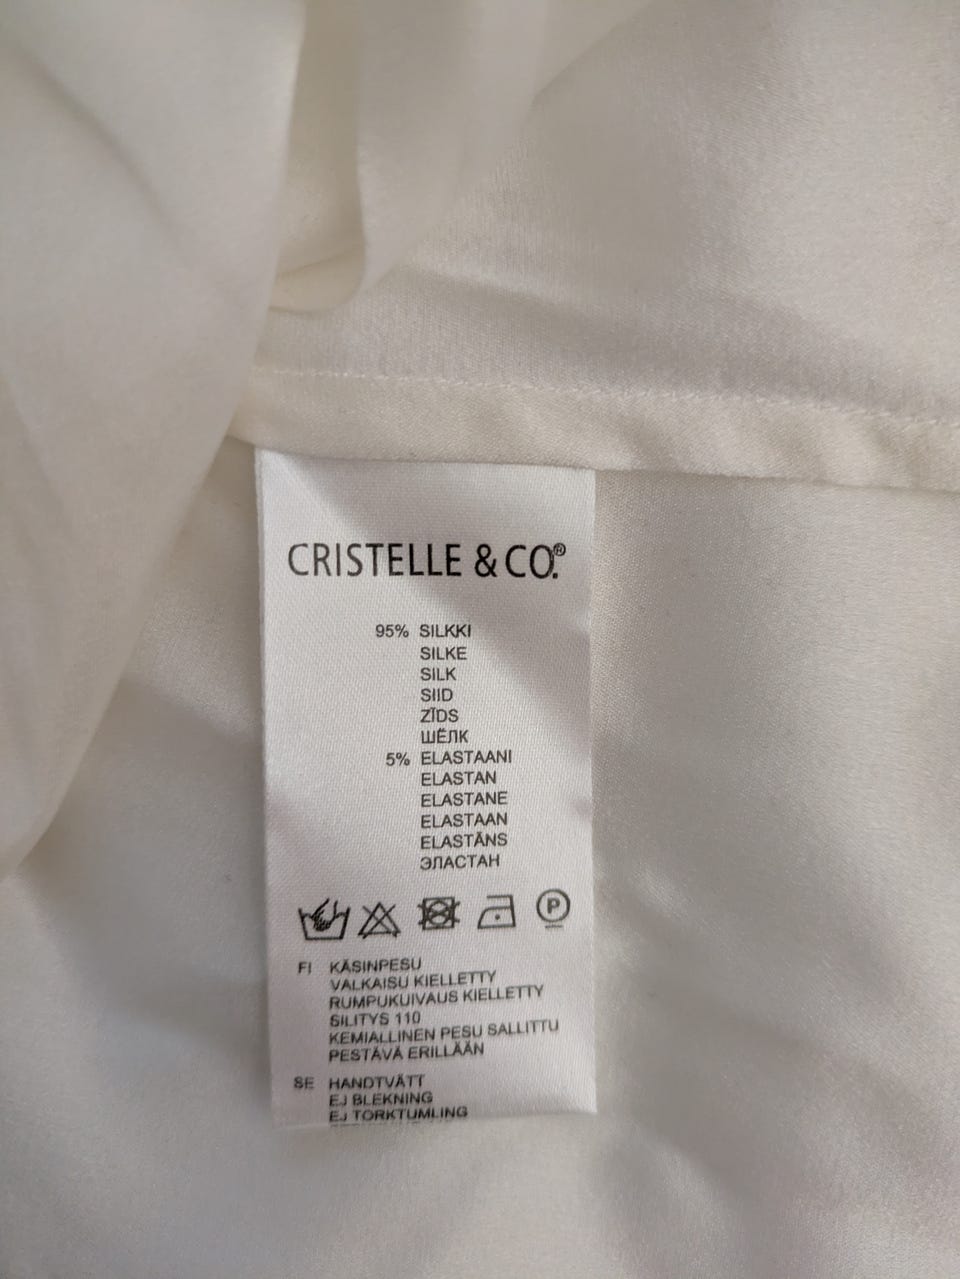 CRISTELLE & CO.®
95% SILKKI
SILKE
SILK
SIID
ZĪDS
ШЁЛК
5% ELASTAANI
ELASTAN
ELASTANE
ELASTAAN
ELASTĀNS
ЭЛАСТАН
P
FI KÄSINPESU
VALKAISU KIELLETTY
RUMPUKUIVAUS KIELLETTY
SILITYS 110
KEMIALLINEN PESU SALLITTU
PESTÄVÄ ERILLÄÄN
SE HANDTVÄTT
EJ BLEKNING
EJ TORKTUMLING